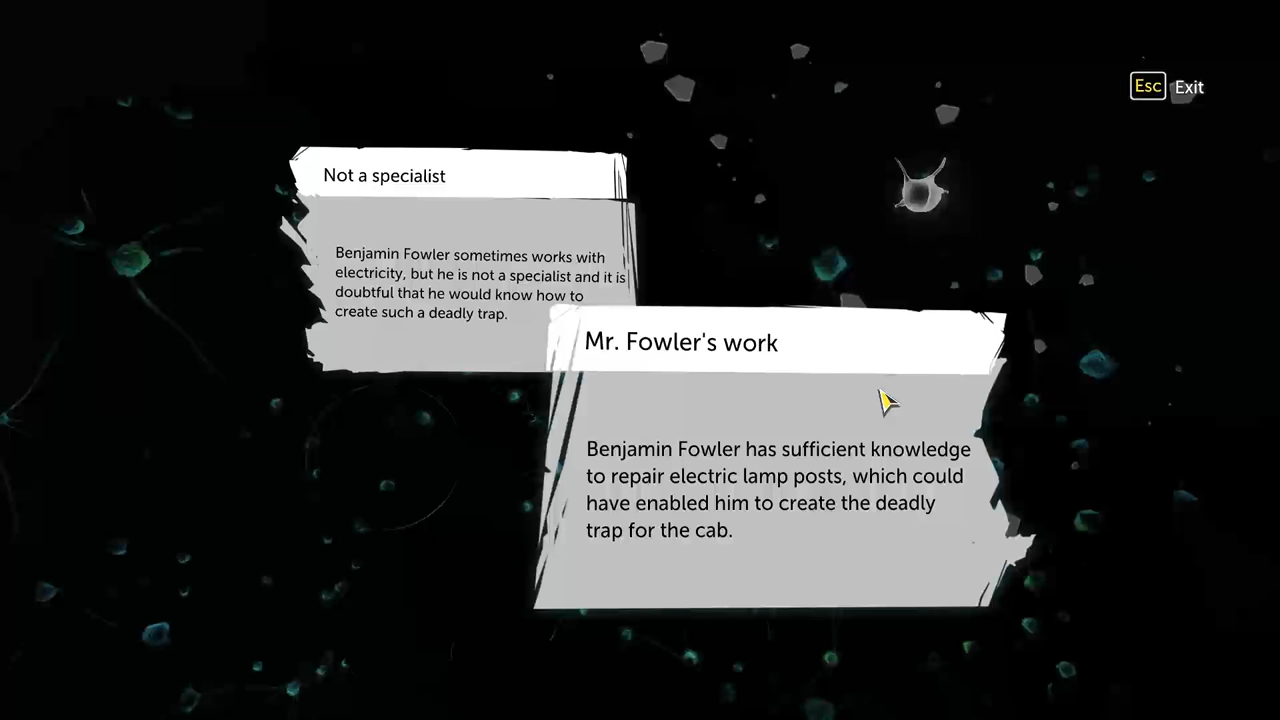 Esc Exit
Not a specialist
Benjamin Fowler sometimes works with
electricity, but he is not a specialist and it is
doubtful that he would know how to
create such a deadly trap.
Mr. Fowler's work
Benjamin Fowler has sufficient knowledge
to repair electric lamp posts, which could
have enabled him to create the deadly
trap for the cab.